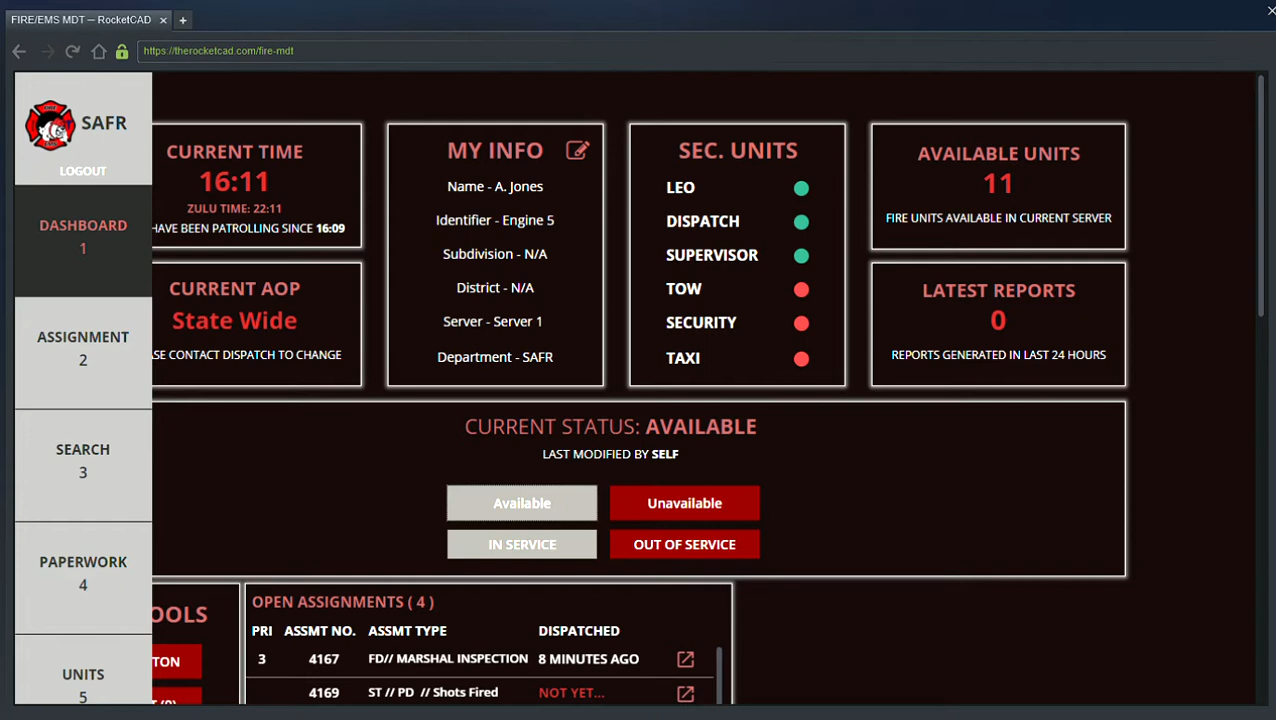 FIRE/EMS MDT — RocketCAD
https://therocketcad.com/fire-mdt
SAFR
LOGOUT
DASHBOARD
1
ASSIGNMENT
2
SEARCH
3
PAPERWORK
4
UNITS
5
CURRENT TIME
16:11
ZULU TIME: 22:11
HAVE BEEN PATROLLING SINCE 16:09
CURRENT AOP
State Wide
CONTACT DISPATCH TO CHANGE
MY INFO
Name - A. Jones
Identifier - Engine 5
Subdivision - N/A
District - N/A
Server - Server 1
Department - SAFR
SEC. UNITS
LEO
DISPATCH
SUPERVISOR
TOW
SECURITY
TAXI
AVAILABLE UNITS
11
FIRE UNITS AVAILABLE IN CURRENT SERVER
LATEST REPORTS
0
REPORTS GENERATED IN LAST 24 HOURS
CURRENT STATUS: AVAILABLE
LAST MODIFIED BY SELF
Available
Unavailable
IN SERVICE
OUT OF SERVICE
OPEN ASSIGNMENTS ( 4 )
PRI ASSMT NO. ASSMT TYPE DISPATCHED
3 4167 FD// MARSHAL INSPECTION 8 MINUTES AGO
4169 ST // PD // Shots Fired NOT YET...